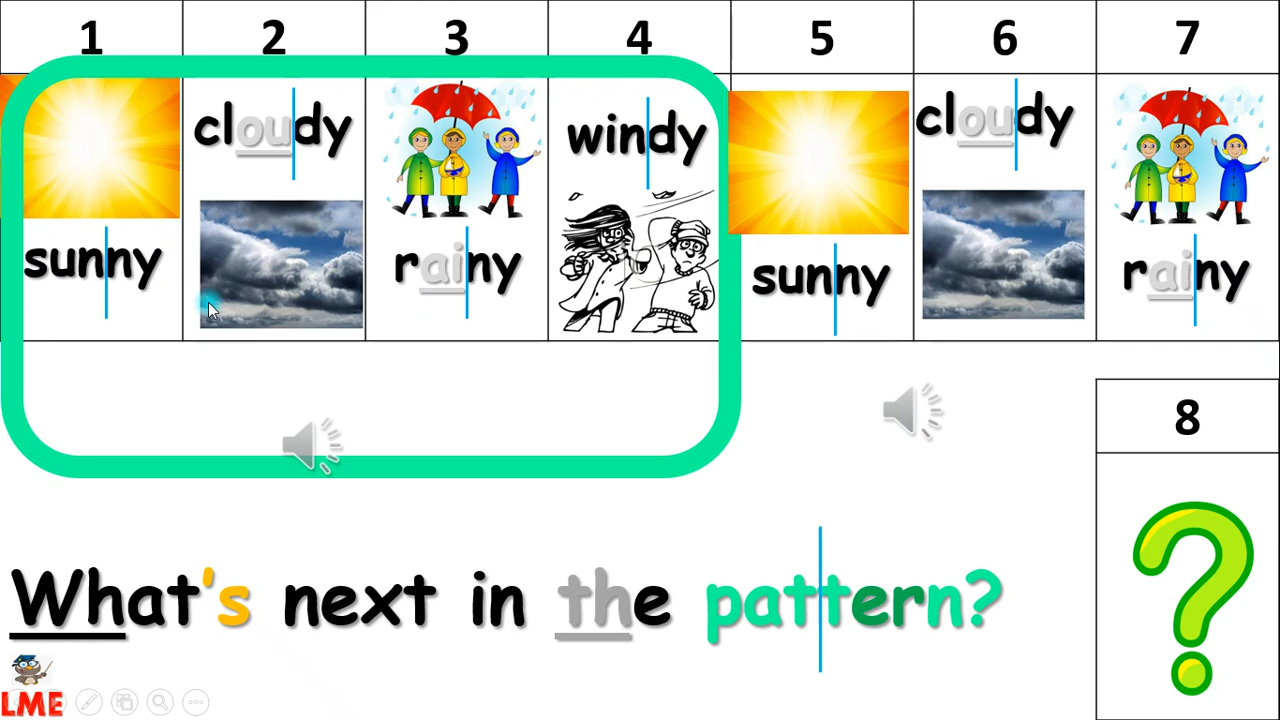 1 2 3 4 5 6 7
sunny
cloudy
rainy
windy
sunny
cloudy
rainy
8
What's next in the pattern?
LME